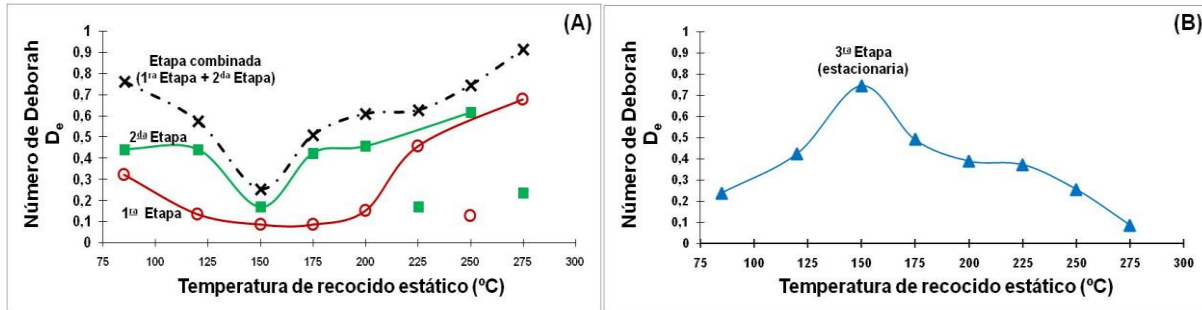 (A)
Número de Deborah
Dₑ
1
0,9
0,8
0,7
0,6
0,5
0,4
0,3
0,2
0,1
0
Etapa combinada
(1ʳᵃ Etapa + 2ᵈᵃ Etapa)
2ᵈᵃ Etapa
1ʳᵃ Etapa
75 100 125 150 175 200 225 250 275 300
Temperatura de recocido estático (ºC)
(B)
Número de Deborah
Dₑ
1
0,9
0,8
0,7
0,6
0,5
0,4
0,3
0,2
0,1
0
3ʳᵃ Etapa
(estacionaria)
75 100 125 150 175 200 225 250 275 300
Temperatura de recocido estático (ºC)